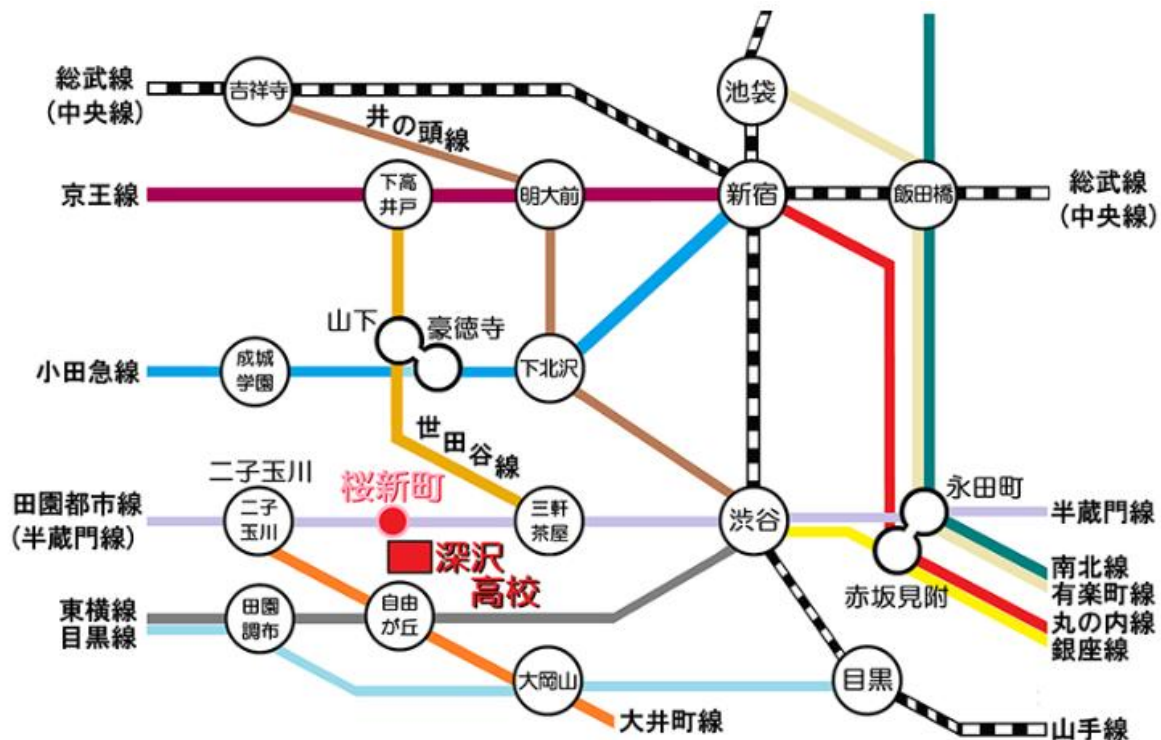 総武線
(中央線)
吉祥寺
井の頭線
池袋
京王線
下高
井戸
明大前
新宿
飯田橋
総武線
(中央線)
山下
豪徳寺
小田急線
成城
学園
下北沢
世田谷線
二子玉川
桜新町
永田町
田園都市線
(半蔵門線)
二子
玉川
三軒
茶屋
渋谷
半蔵門線
深沢
高校
赤坂見附
南北線
有楽町線
丸の内線
銀座線
東横線
目黒線
田園
調布
自由
が丘
大岡山
目黒
大井町線
山手線